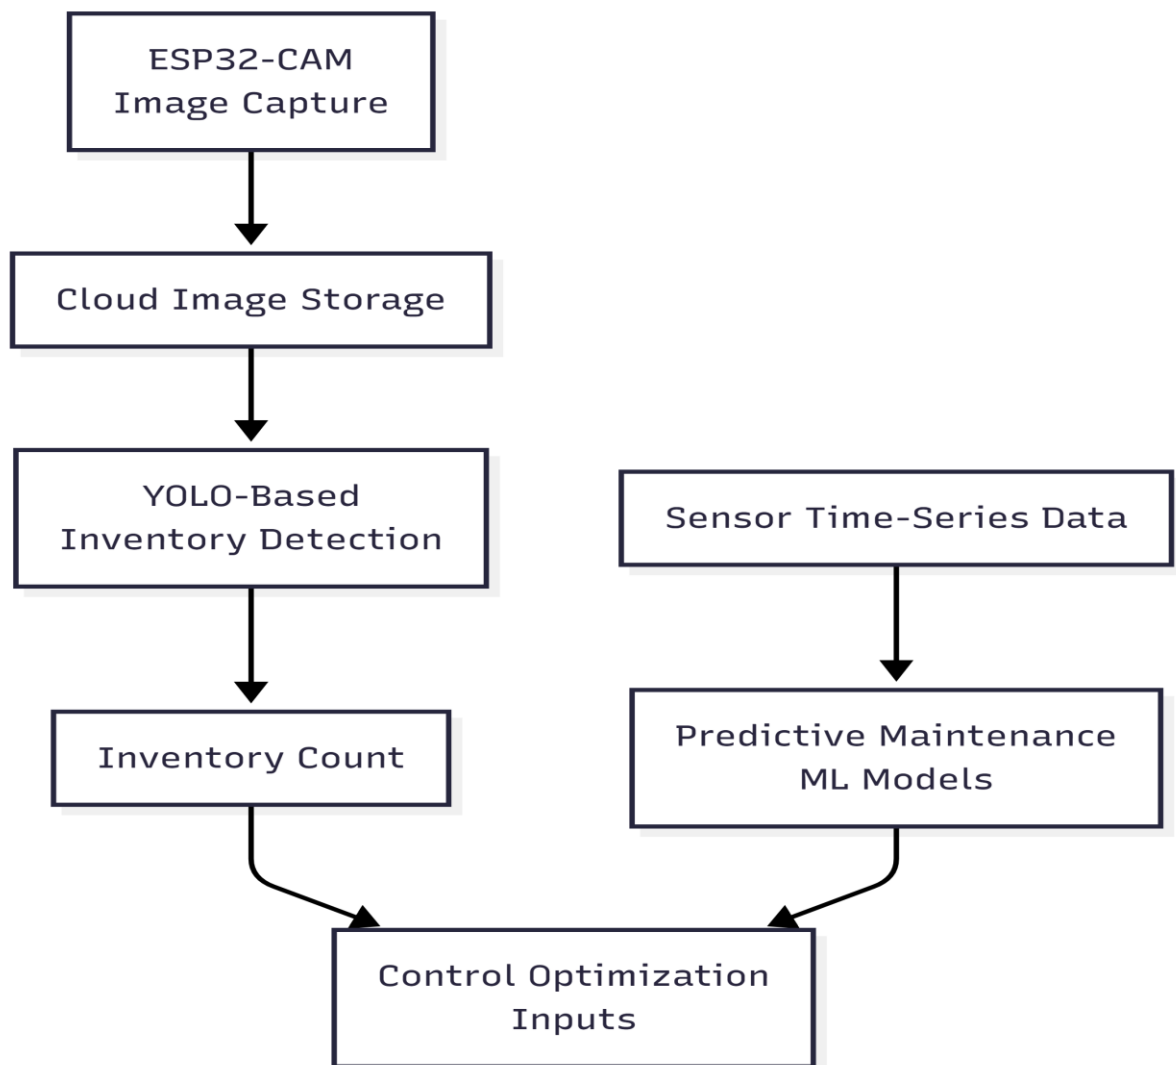 ESP32-CAM
Image Capture
Cloud Image Storage
YOLO-Based
Inventory Detection
Sensor Time-Series Data
Inventory Count
Predictive Maintenance
ML Models
Control Optimization
Inputs